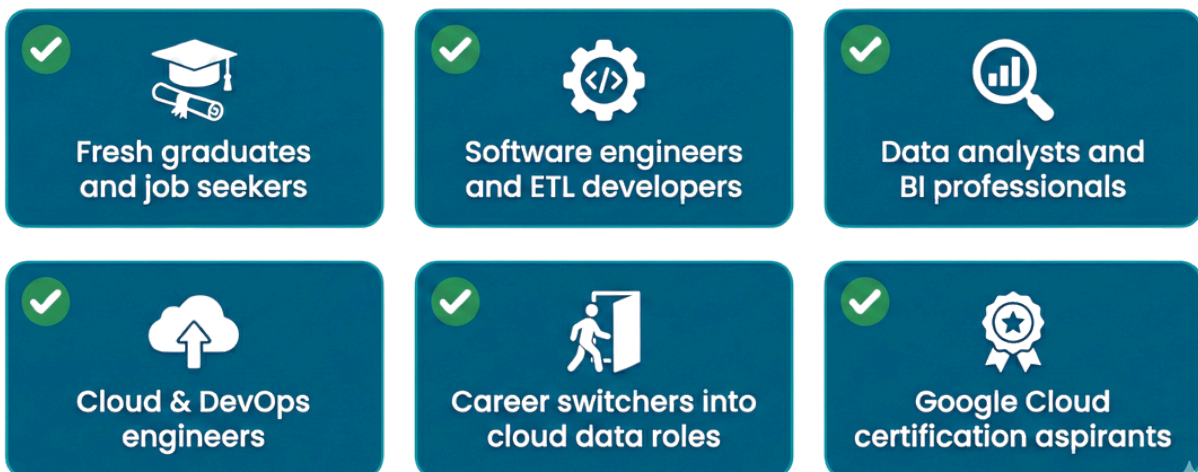 Fresh graduates
and job seekers
</>
Software engineers
and ETL developers
Data analysts and
BI professionals
Cloud & DevOps
engineers
Career switchers into
cloud data roles
Google Cloud
certification aspirants